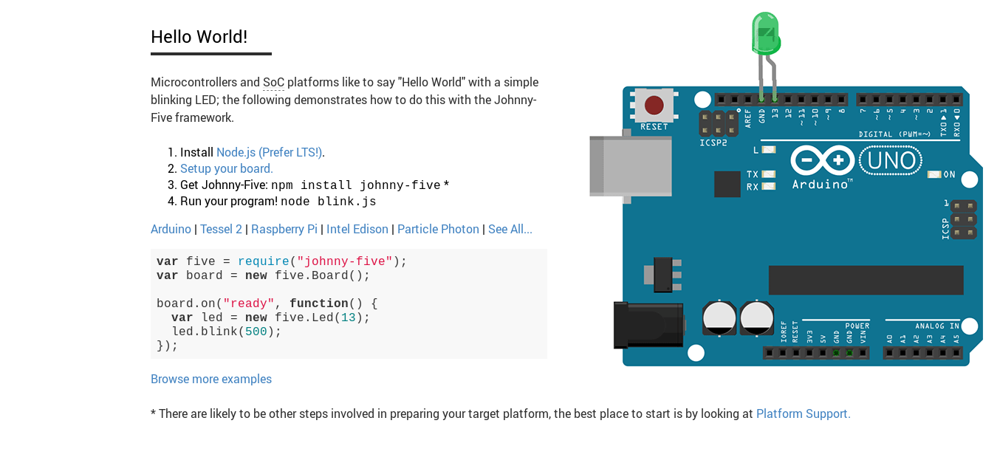 Hello World!
Microcontrollers and SoC platforms like to say "Hello World" with a simple
blinking LED; the following demonstrates how to do this with the Johnny-
Five framework.
1. Install Node.js (Prefer LTS!).
2. Setup your board.
3. Get Johnny-Five: npm install johnny-five *
4. Run your program! node blink.js
Arduino | Tessel 2 | Raspberry Pi | Intel Edison | Particle Photon | See All...
var five = require("johnny-five");
var board = new five.Board();
board.on("ready", function() {
  var led = new five.Led(13);
  led.blink(500);
});
Browse more examples
* There are likely to be other steps involved in preparing your target platform, the best place to start is by looking at Platform Support.
RESET
ICSP2
AREF
GND
13
12
~11
~10
~9
8
7
~6
~5
4
~3
2
TX0▶1
RX0◀0
DIGITAL (PWM=~)
L
TX
RX
Arduino™
UNO
ON
1
ICSP
IOREF
RESET
3V3
5V
GND
GND
VIN
POWER
ANALOG IN
A0
A1
A2
A3
A4
A5